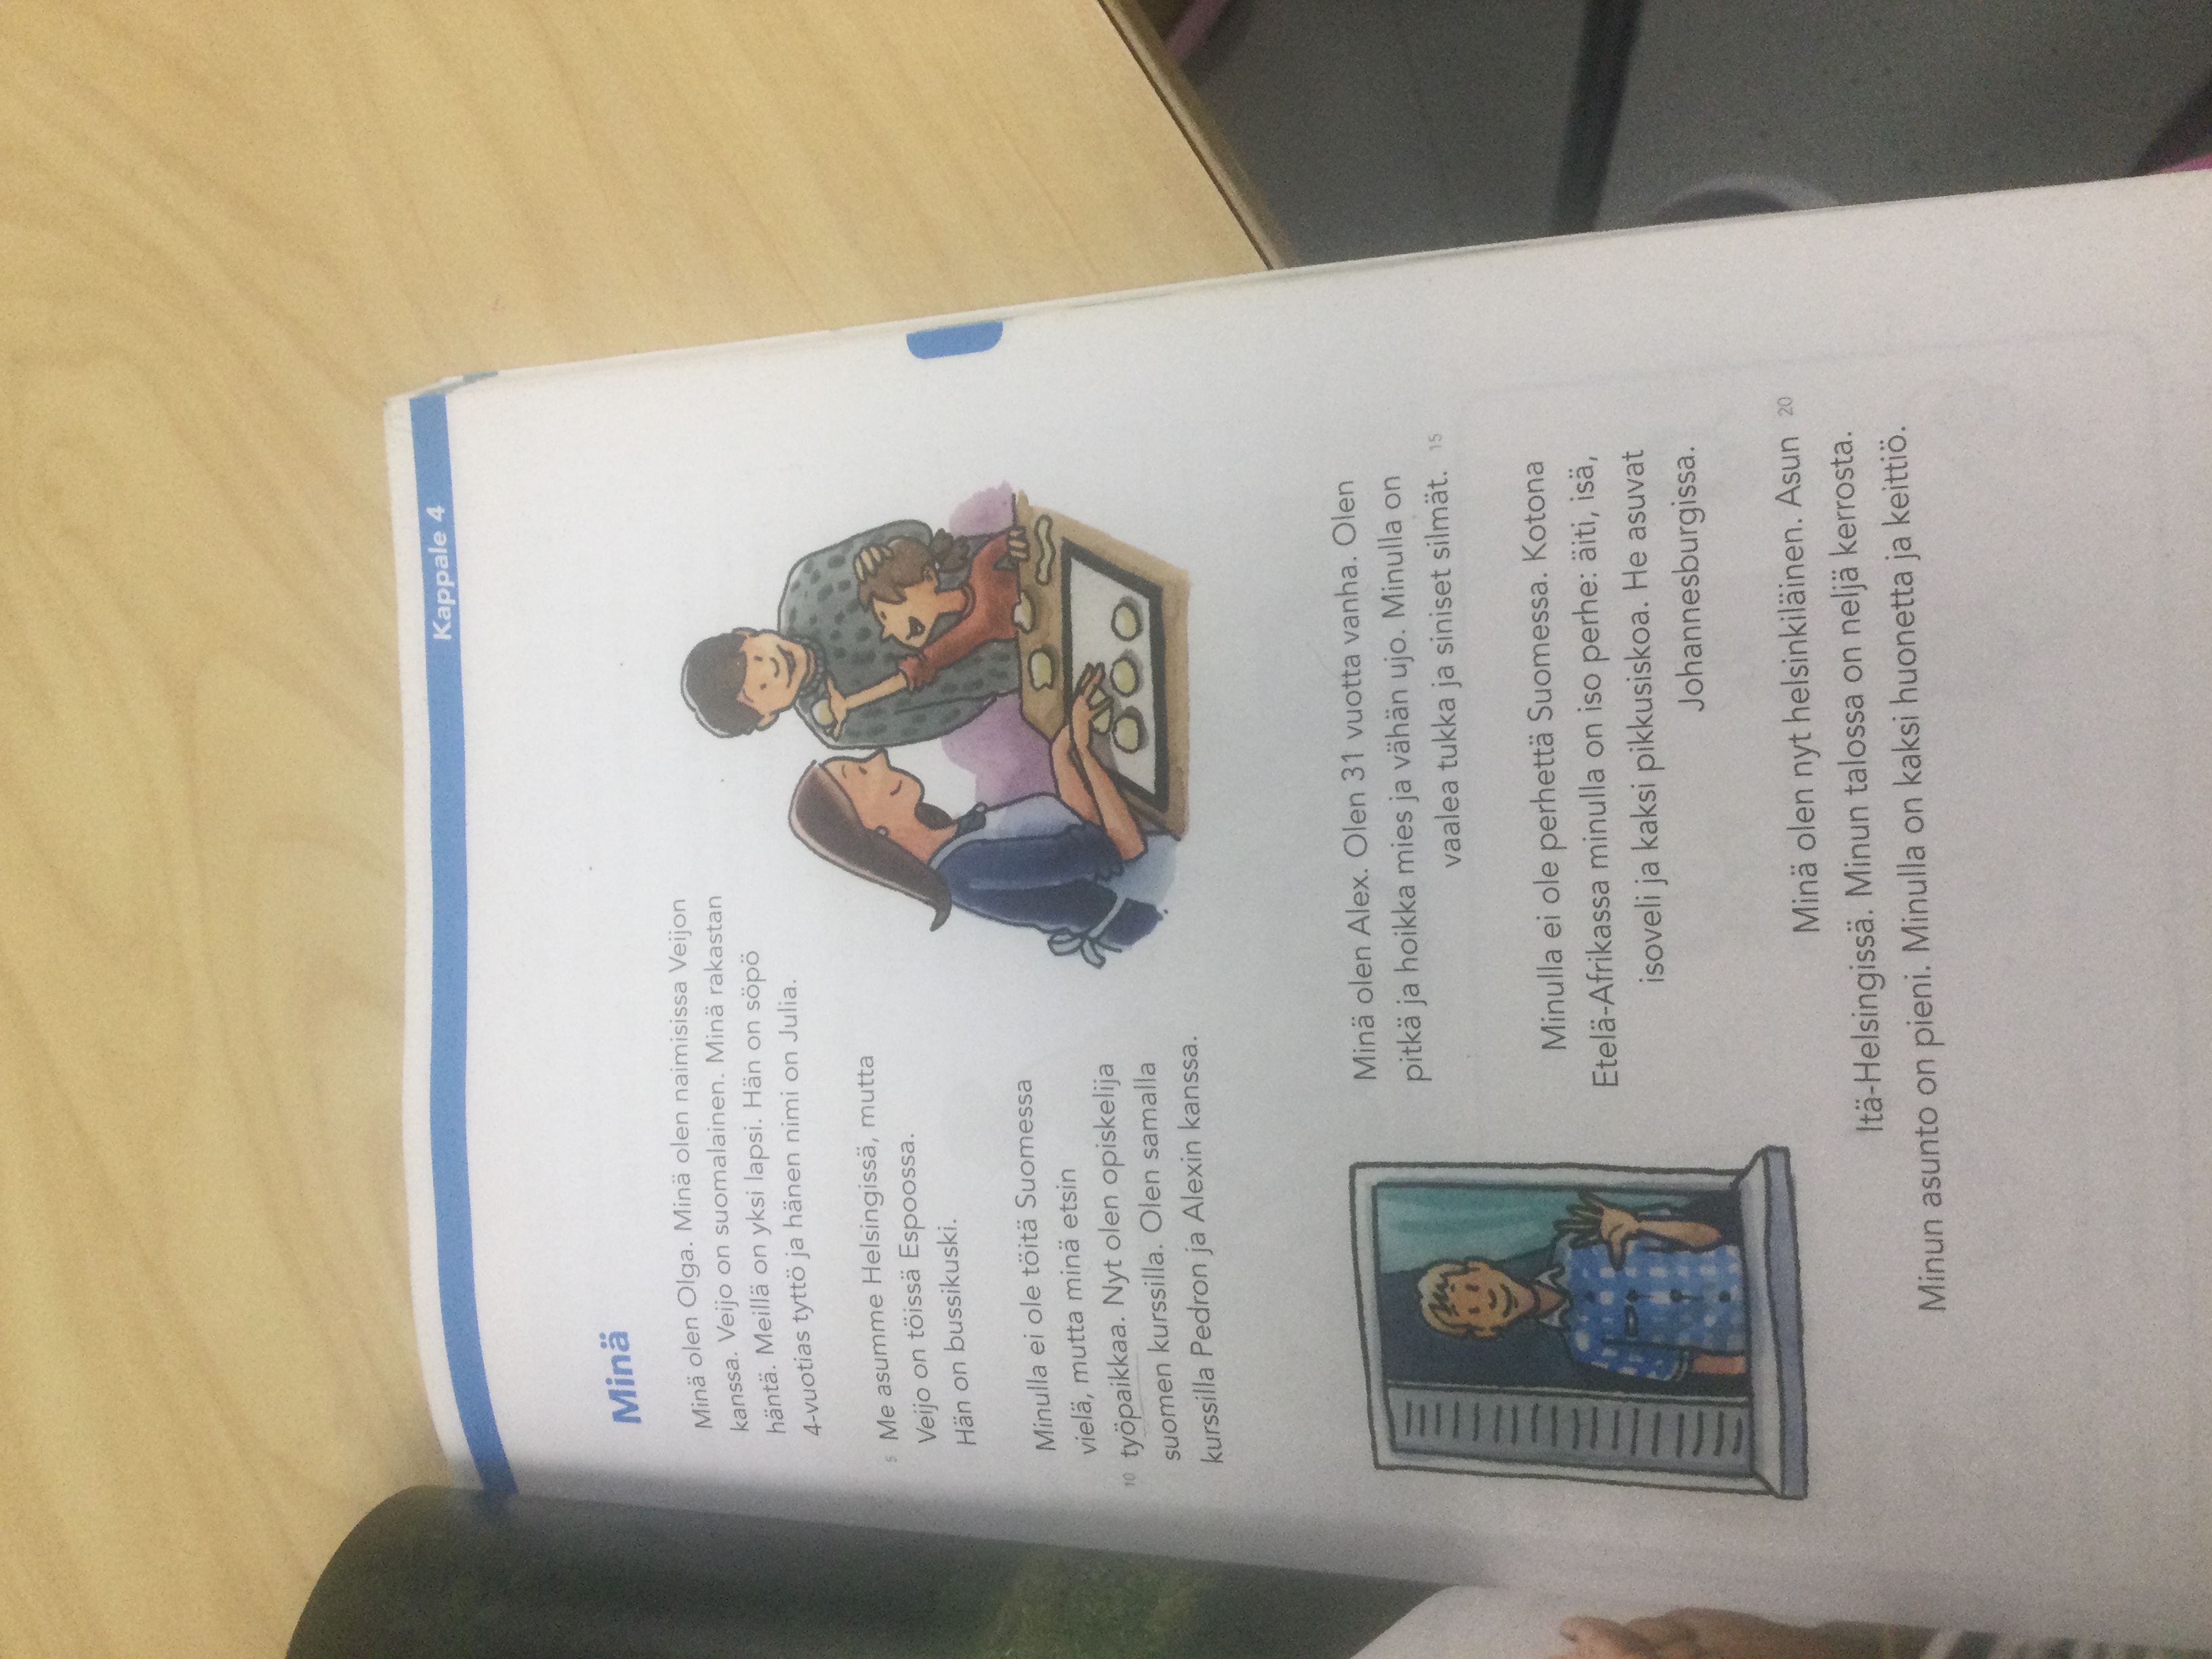 Kappale 4
Minä
Minä olen Olga. Minä olen naimisissa Veijon
kanssa. Veijo on suomalainen. Minä rakastan
häntä. Meillä on yksi lapsi. Hän on söpö
4-vuotias tyttö ja hänen nimi on Julia.
5 Me asumme Helsingissä, mutta
Veijo on töissä Espoossa.
Hän on bussikuski.
Minulla ei ole töitä Suomessa
vielä, mutta minä etsin
10 työpaikkaa. Nyt olen opiskelija
suomen kurssilla. Olen samalla
kurssilla Pedron ja Alexin kanssa.
Minä olen Alex. Olen 31 vuotta vanha. Olen
pitkä ja hoikka mies ja vähän ujo. Minulla on
vaalea tukka ja siniset silmät. 15
Minulla ei ole perhettä Suomessa. Kotona
Etelä-Afrikassa minulla on iso perhe: äiti, isä,
isoveli ja kaksi pikkusiskoa. He asuvat
Johannesburgissa.
Minä olen nyt helsinkiläinen. Asun 20
Itä-Helsingissä. Minun talossa on neljä kerrosta.
Minun asunto on pieni. Minulla on kaksi huonetta ja keittiö.